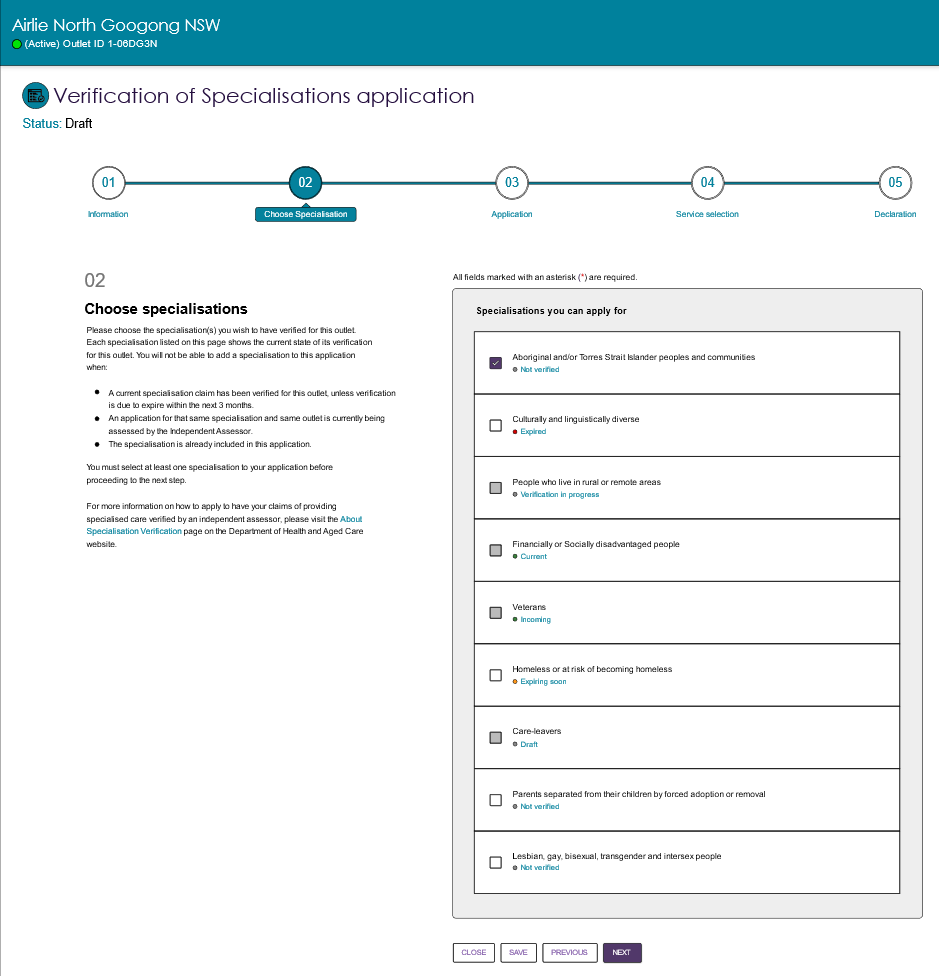 Airlie North Googong NSW
(Active) Outlet ID 1-06DG3N
Verification of Specialisations application
Status: Draft
01
02
03
04
05
Information
Choose Specialisation
Application
Service selection
Declaration
02
Choose specialisations
Please choose the specialisation(s) you wish to have verified for this outlet.
Each specialisation listed on this page shows the current state of its verification
for this outlet. You will not be able to add a specialisation to this application
when:
● A current specialisation claim has been verified for this outlet, unless verification
is due to expire within the next 3 months.
● An application for that same specialisation and same outlet is currently being
assessed by the Independent Assessor.
● The specialisation is already included in this application.
You must select at least one specialisation to your application before
proceeding to the next step.
For more information on how to apply to have your claims of providing
specialised care verified by an independent assessor, please visit the About
Specialisation Verification page on the Department of Health and Aged Care
website.
All fields marked with an asterisk (*) are required.
Specialisations you can apply for
Aboriginal and/or Torres Strait Islander peoples and communities
Not verified
Culturally and linguistically diverse
Expired
People who live in rural or remote areas
Verification in progress
Financially or Socially disadvantaged people
Current
Veterans
Incoming
Homeless or at risk of becoming homeless
Expiring soon
Care-leavers
Draft
Parents separated from their children by forced adoption or removal
Not verified
Lesbian, gay, bisexual, transgender and intersex people
Not verified
CLOSE
SAVE
PREVIOUS
NEXT